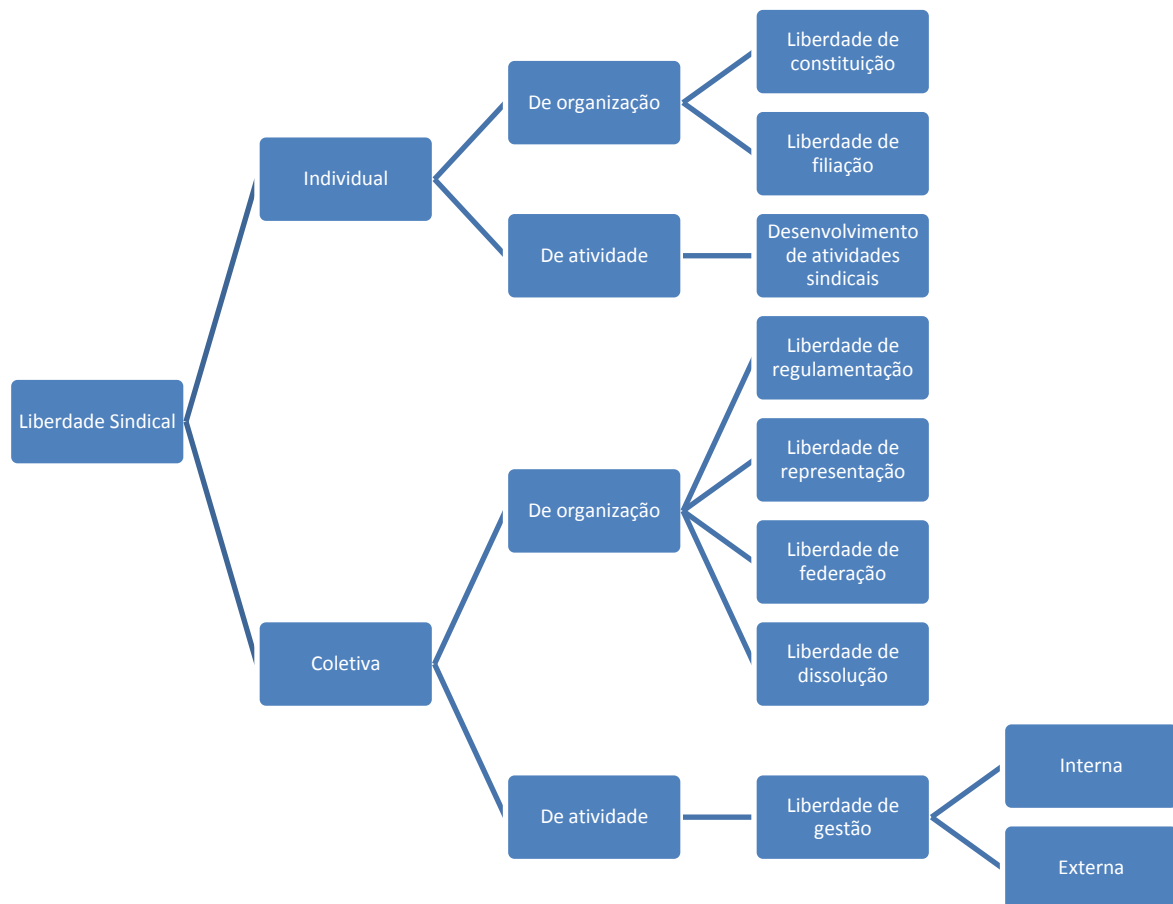 Liberdade Sindical
Individual
De organização
Liberdade de
constituição
Liberdade de
filiação
De atividade
Desenvolvimento
de atividades
sindicais
Coletiva
De organização
Liberdade de
regulamentação
Liberdade de
representação
Liberdade de
federação
Liberdade de
dissolução
De atividade
Liberdade de
gestão
Interna
Externa